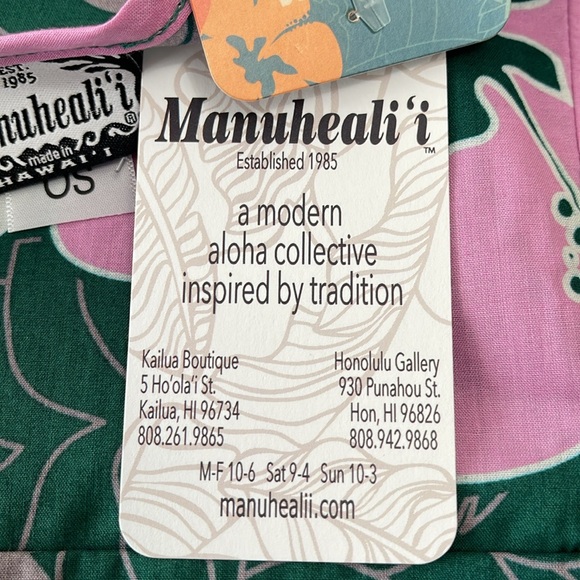 EST.
1985
nuheali'i®
made in
HAWAI'I
OS
Manuheali‘i™
Established 1985
a modern
aloha collective
inspired by tradition
Kailua Boutique
5 Ho'ola'i St.
Kailua, HI 96734
808.261.9865
Honolulu Gallery
930 Punahou St.
Hon, HI 96826
808.942.9868
M-F 10-6 Sat 9-4 Sun 10-3
manuhealii.com